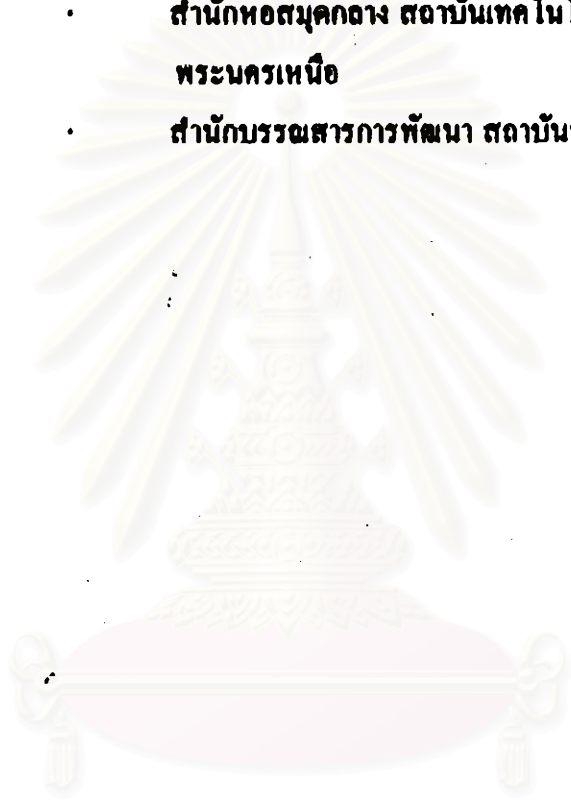 · สำนักหอสมุดกลาง สถาบันเทคโนโ
พระนครเหนือ
· สำนักบรรณสารการพัฒนา สถาบัน